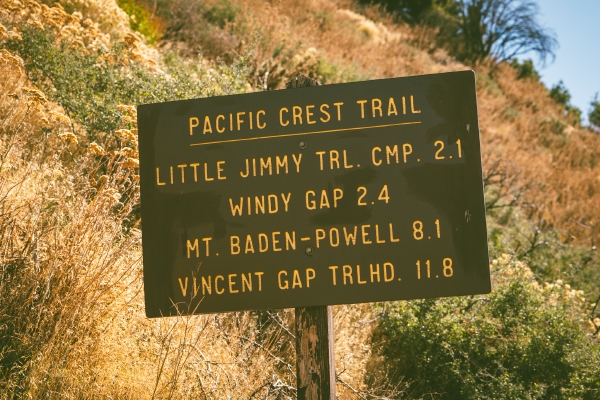 PACIFIC CREST TRAIL
LITTLE JIMMY TRL. CMP. 2.1
WINDY GAP 2.4
MT. BADEN-POWELL 8.1
VINCENT GAP TRLHD. 11.8